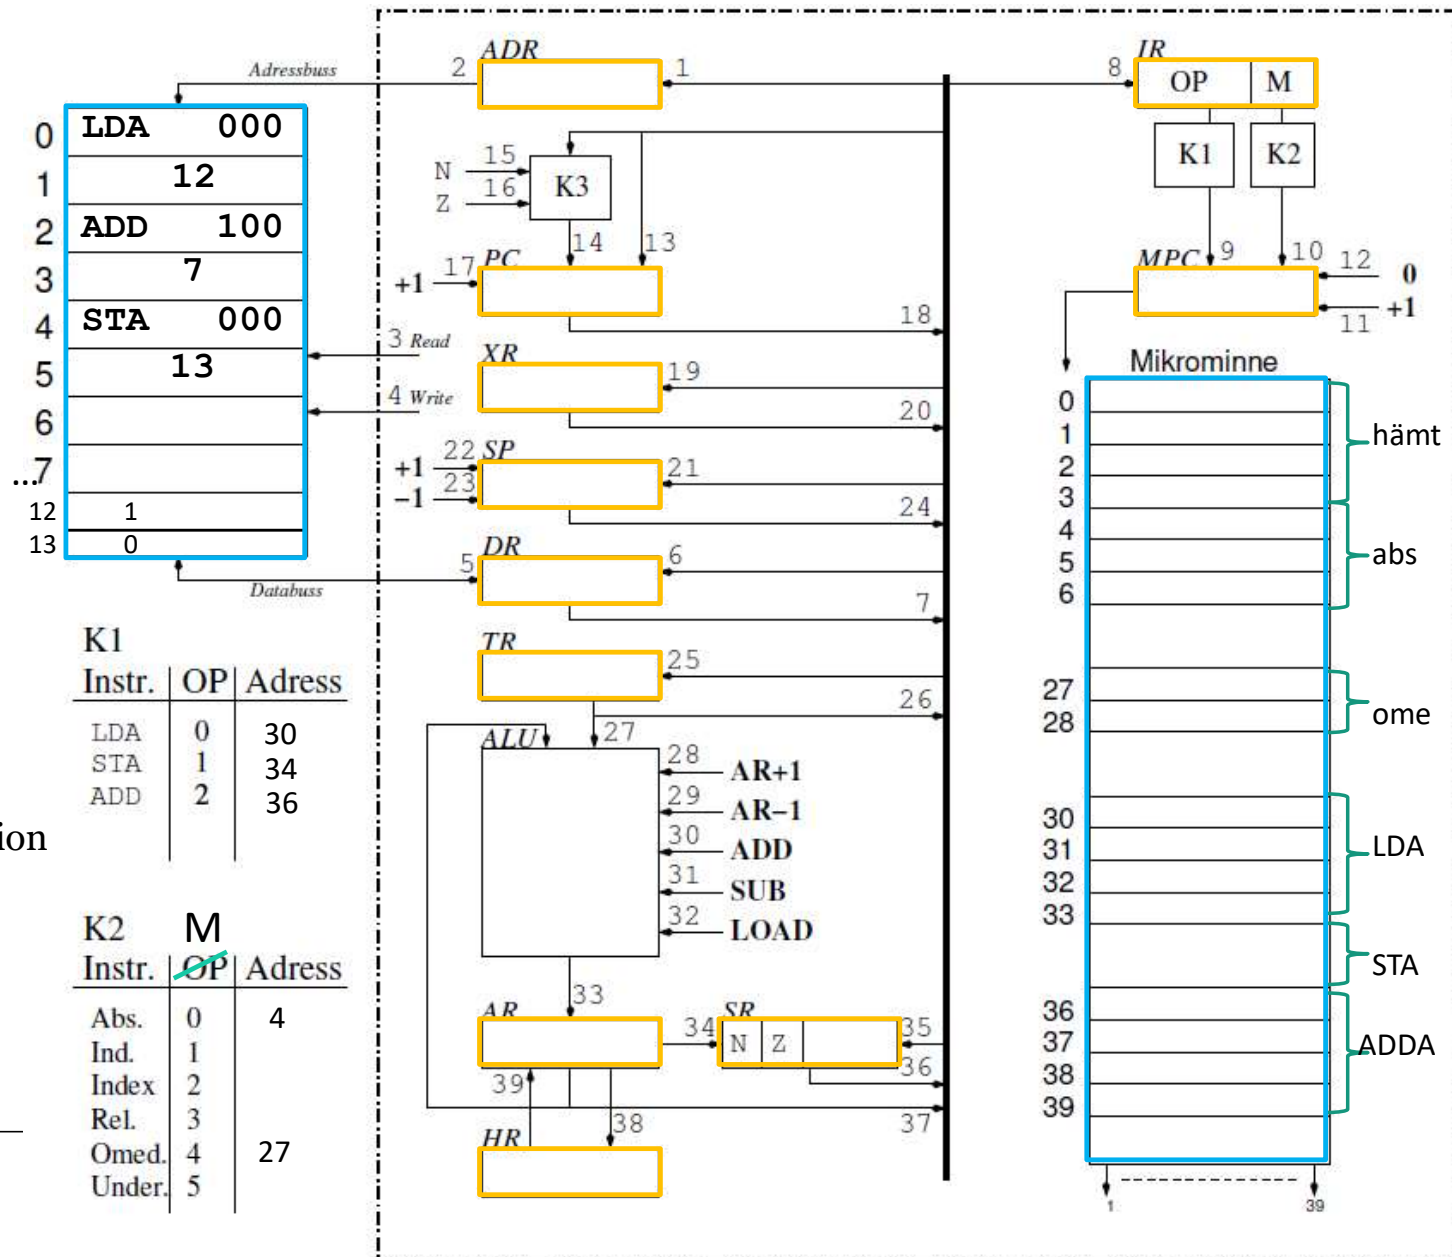 ADR
IR
Adressbuss
2
1
8
OP M
0 LDA 000
1 12
2 ADD 100
3 7
4 STA 000
5 13
6
...7
12 1
13 0
Databuss
N 15
Z 16
K3
14 13
K1 K2
PC
17
+1
18
MPC 9 10 12 0
11 +1
3 Read
4 Write
XR
19
20
22 SP
+1
23
-1
21
24
5 DR
6
7
TR
25
26
27
ALU
28 AR+1
29 AR-1
30 ADD
31 SUB
32 LOAD
33
AR
34
SR
N Z
35
36
39
38
37
HR
Mikrominne
0
1
2
3
hämt
4
5
6
abs
27
28
ome
30
31
32
33
LDA
STA
36
37
38
39
ADDA
1 39
K1
Instr. OP Adress
LDA 0 30
STA 1 34
ADD 2 36
ion
K2 M
Instr. OP Adress
Abs. 0 4
Ind. 1
Index 2
Rel. 3
Omed. 4 27
Under. 5